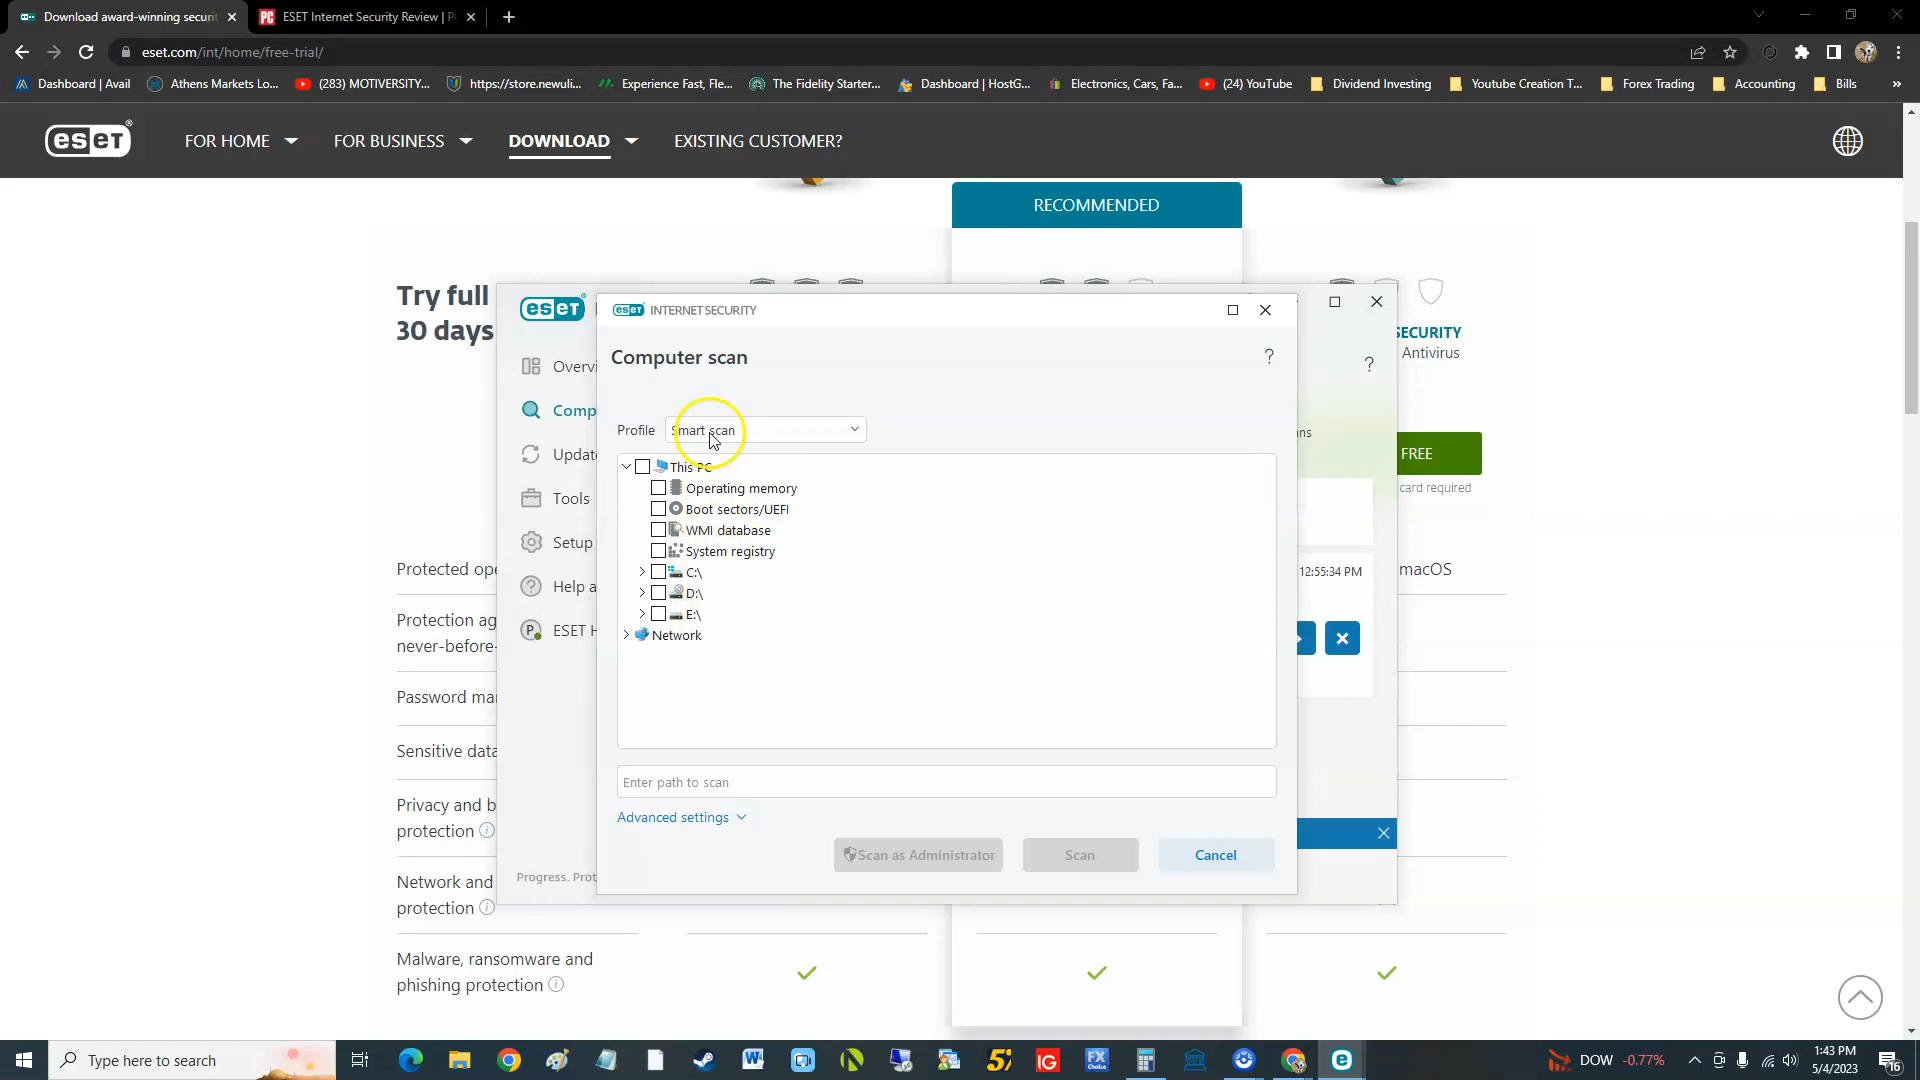 Download award-winning securi
ESET Internet Security Review | P
eset.com/int/home/free-trial/
Dashboard | Avail
Athens Markets Lo...
(283) MOTIVERSITY...
https://store.newuli...
Experience Fast, Fle...
The Fidelity Starter...
Dashboard | HostG...
Electronics, Cars, Fa...
(24) YouTube
Dividend Investing
Youtube Creation T...
Forex Trading
Accounting
Bills
»
eseT
FOR HOME
FOR BUSINESS
DOWNLOAD
EXISTING CUSTOMER?
RECOMMENDED
Try full
30 days
eseT
eseT INTERNET SECURITY
SECURITY
Antivirus
Computer scan
?
?
Overvi
Comp
Update
Tools
Setup
Help a
ESET H
Profile
Smart scan
ans
FREE
card required
This PC
Operating memory
Boot sectors/UEFI
WMI database
System registry
C:\
D:\
E:\
Network
12:55:34 PM
Enter path to scan
Advanced settings
Scan as Administrator
Scan
Cancel
Progress. Prot
Protected ope
macOS
Protection ag
never-before-
Password mar
Sensitive data
Privacy and b
protection
Network and
protection
Malware, ransomware and
phishing protection
Type here to search
DOW -0.77%
1:43 PM
5/4/2023
16